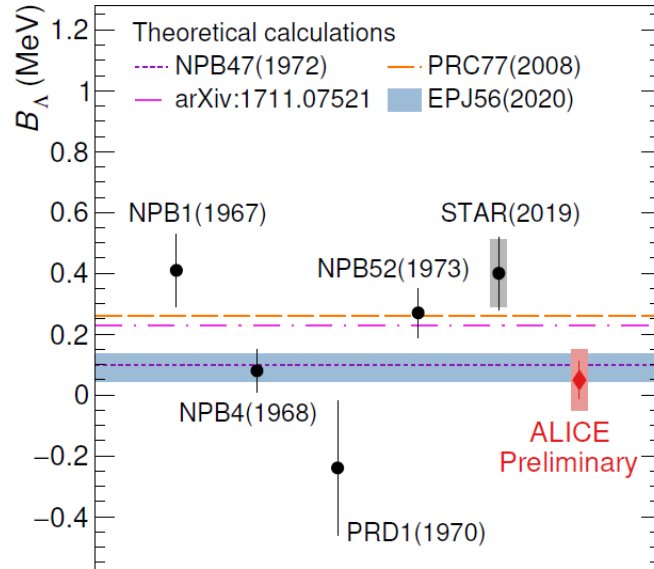 Theoretical calculations
NPB47(1972) PRC77(2008)
arXiv:1711.07521 EPJ56(2020)
B_Λ (MeV)
1.2
1
0.8
0.6
0.4
0.2
0
−0.2
−0.4
NPB1(1967)
STAR(2019)
NPB52(1973)
NPB4(1968)
ALICE
Preliminary
PRD1(1970)